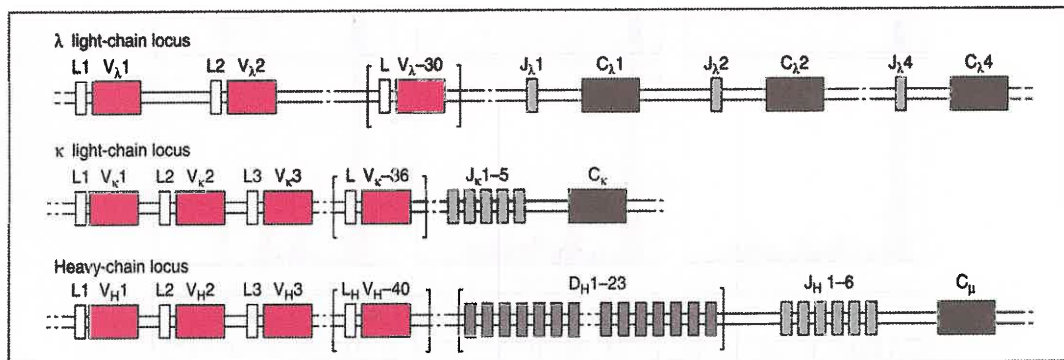 λ light-chain locus
L1 Vλ1 L2 Vλ2 L Vλ–30 Jλ1 Cλ1 Jλ2 Cλ2 Jλ4 Cλ4
κ light-chain locus
L1 Vκ1 L2 Vκ2 L3 Vκ3 L Vκ–36 Jκ1–5 Cκ
Heavy-chain locus
L1 VH1 L2 VH2 L3 VH3 LH VH–40 DH1–23 JH 1–6 Cμ